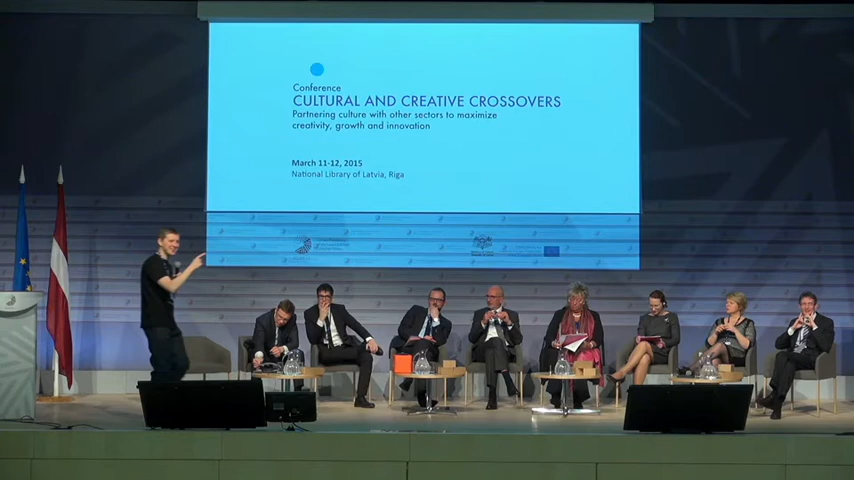 Conference
CULTURAL AND CREATIVE CROSSOVERS
Partnering culture with other sectors to maximize
creativity, growth and innovation
March 11-12, 2015
National Library of Latvia, Riga